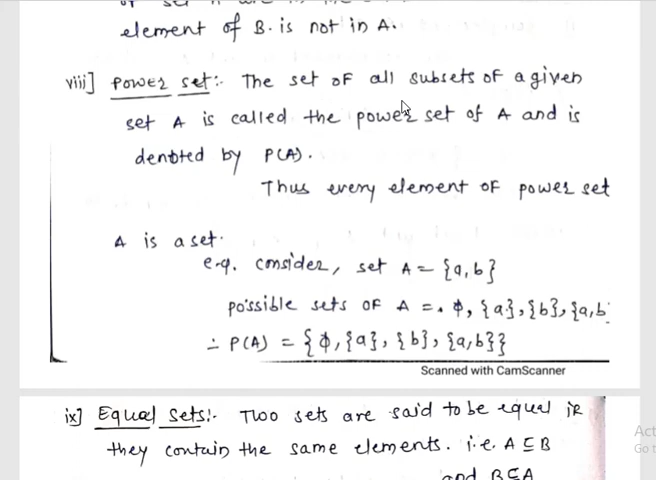 element of B. is not in A.
viii] Power set:- The set of all subsets of a given
set A is called the power set of A and is
denoted by P(A).
Thus every element of power set
A is a set.
e.g. consider, set A = {a,b}
possible sets of A = ϕ, {a}, {b}, {a,b
∴ P(A) = {ϕ, {a}, {b}, {a,b}}
Scanned with CamScanner
ix] Equal sets:- Two sets are said to be equal if
they contain the same elements. i.e. A ⊆ B
and B ⊆ A
Act
Go t